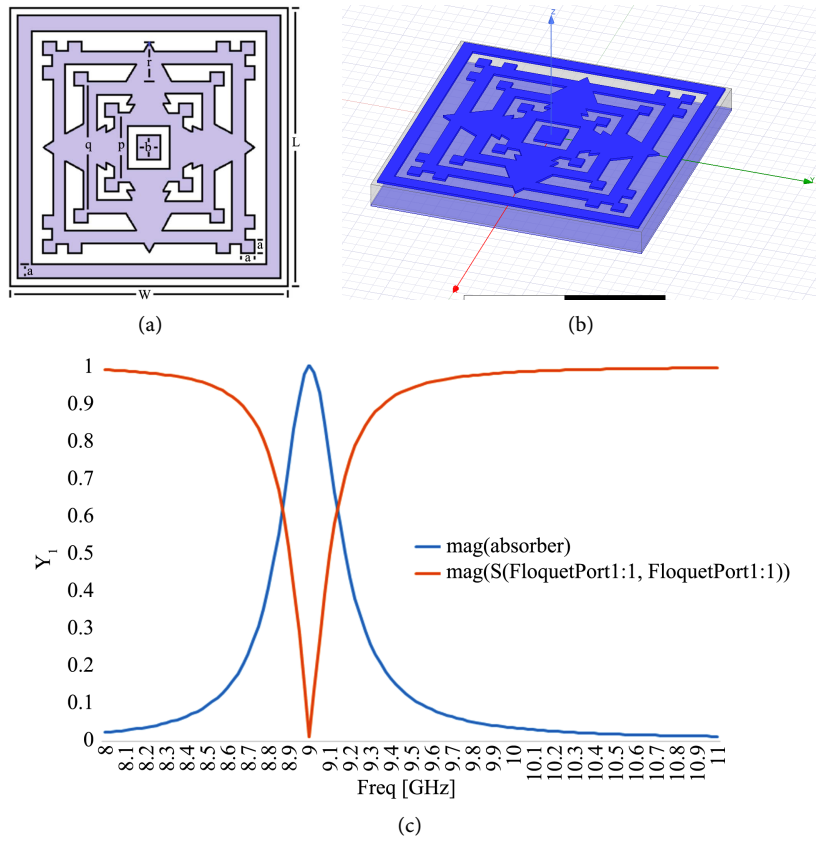 r
q
p
b
L
a
a
a
W
(a)
Z
Y
(b)
1
0.9
0.8
0.7
0.6
0.5
0.4
0.3
0.2
0.1
0
Y1
mag(absorber)
mag(S(FloquetPort1:1, FloquetPort1:1))
8 8.1 8.2 8.3 8.4 8.5 8.6 8.7 8.8 8.9 9 9.1 9.2 9.3 9.4 9.5 9.6 9.7 9.8 9.9 10 10.1 10.2 10.3 10.4 10.5 10.6 10.7 10.8 10.9 11
Freq [GHz]
(c)